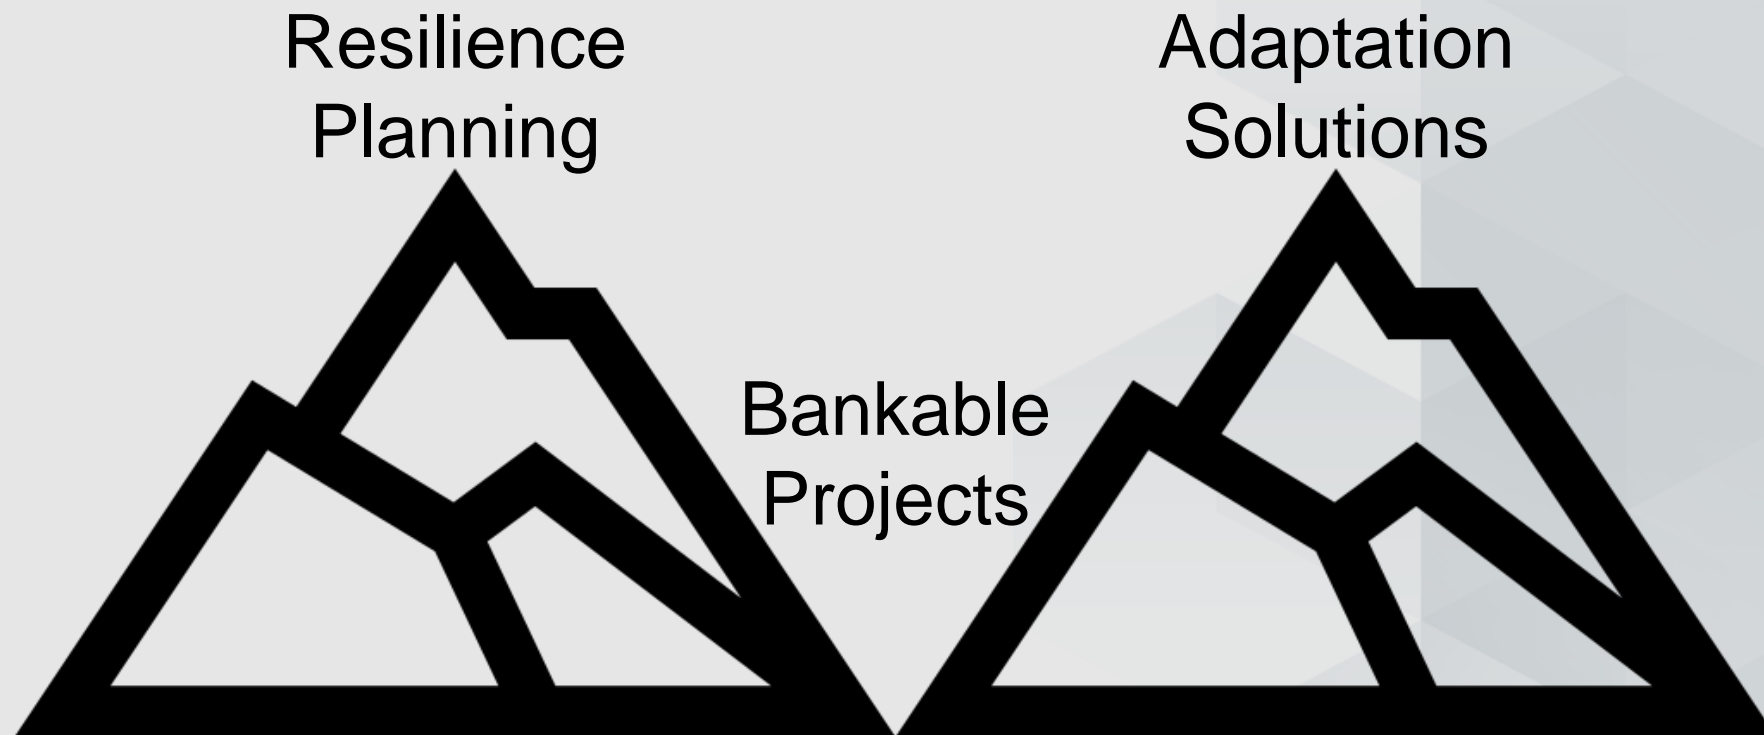 Resilience
Planning
Adaptation
Solutions
Bankable
Projects